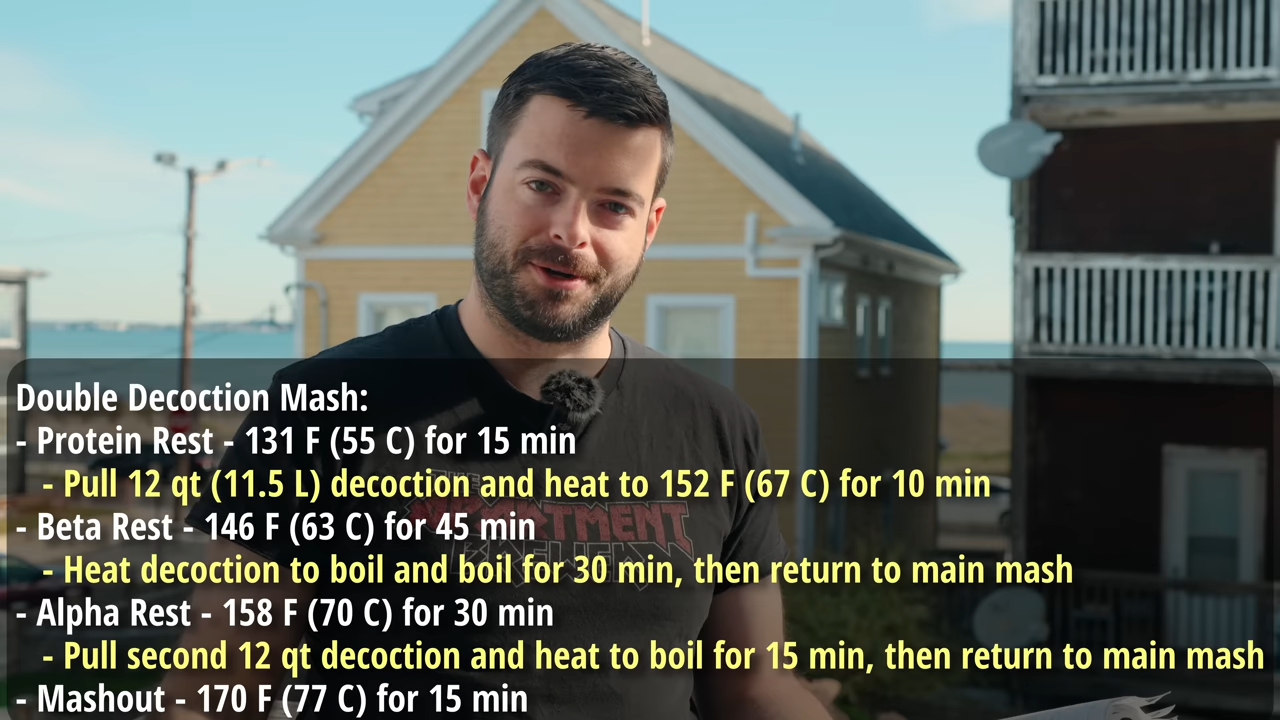 Double Decoction Mash:
- Protein Rest - 131 F (55 C) for 15 min
- Pull 12 qt (11.5 L) decoction and heat to 152 F (67 C) for 10 min
- Beta Rest - 146 F (63 C) for 45 min
- Heat decoction to boil and boil for 30 min, then return to main mash
- Alpha Rest - 158 F (70 C) for 30 min
- Pull second 12 qt decoction and heat to boil for 15 min, then return to main mash
- Mashout - 170 F (77 C) for 15 min